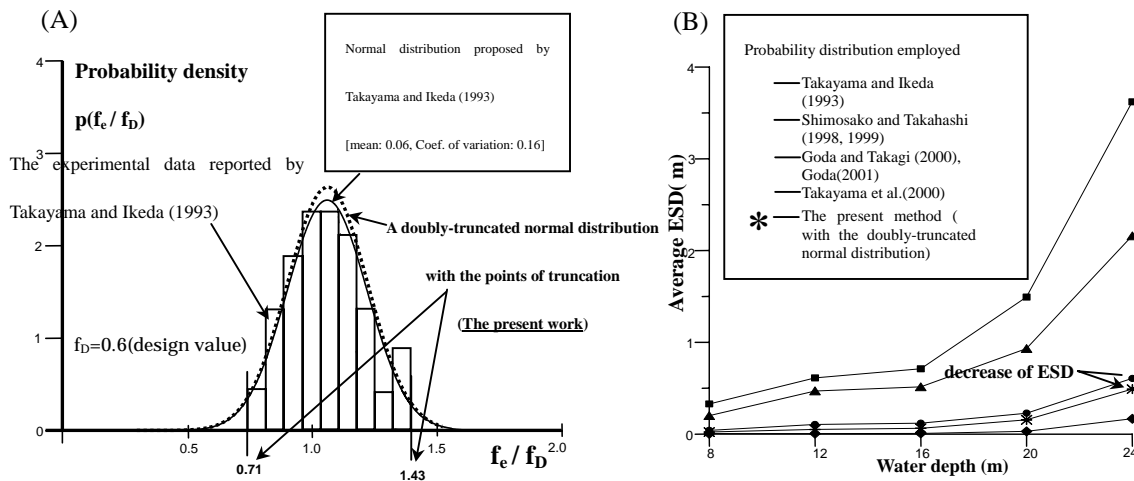 (A)
Normal distribution proposed by
Takayama and Ikeda (1993)
[mean: 0.06, Coef. of variation: 0.16]
Probability density
p(fe / fD)
The experimental data reported by
Takayama and Ikeda (1993)
A doubly-truncated normal distribution
with the points of truncation
(The present work)
fD=0.6(design value)
4
3
2
1
0
0.5
1.0
1.5
2.0
fe / fD
0.71
1.43
(B)
Probability distribution employed
Takayama and Ikeda
(1993)
Shimosako and Takahashi
(1998, 1999)
Goda and Takagi (2000),
Goda(2001)
Takayama et al.(2000)
* The present method (
with the doubly-truncated
normal distribution)
Average ESD( m)
4
3
2
1
0
decrease of ESD
8
12
16
20
24
Water depth (m)